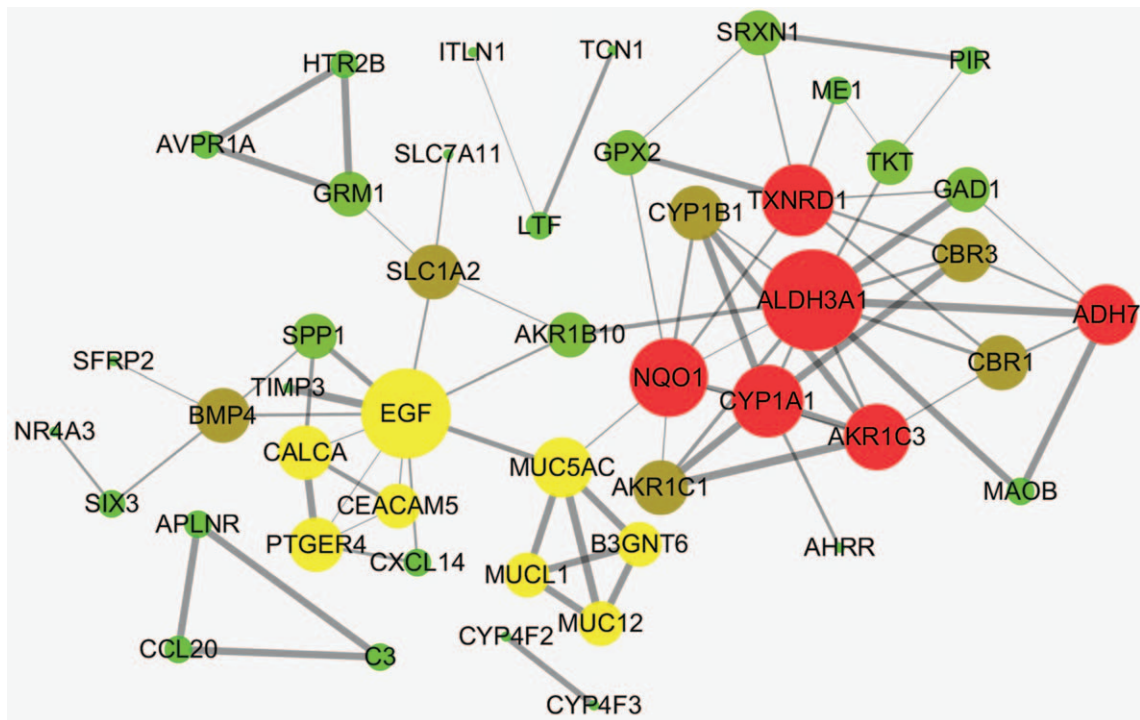 SRXN1
ITLN1
TCN1
HTR2B
PIR
ME1
AVPR1A
SLC7A11
GPX2
TKT
GRM1
TXNRD1
GAD1
CYP1B1
LTF
CBR3
SLC1A2
ALDH3A1
ADH7
SPP1
AKR1B10
SFRP2
CBR1
TIMP3
NQO1
EGF
CYP1A1
BMP4
NR4A3
AKR1C3
CALCA
MUC5AC
AKR1C1
MAOB
SIX3
CEACAM5
APLNR
PTGER4
B3GNT6
AHRR
CXCL14
MUCL1
MUC12
CYP4F2
CCL20
C3
CYP4F3